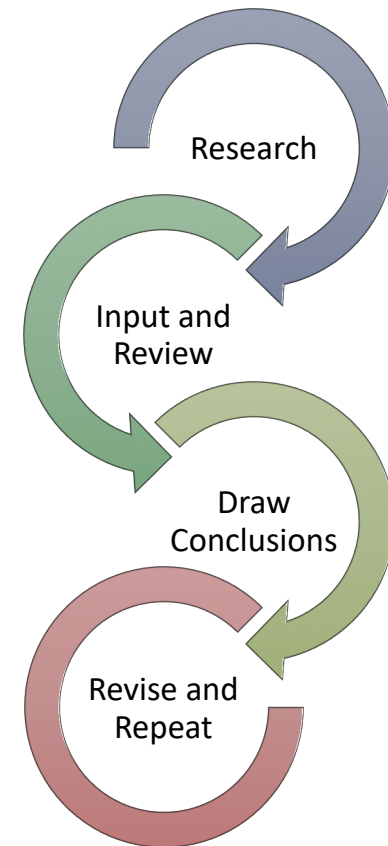 Research
Input and
Review
Draw
Conclusions
Revise and
Repeat